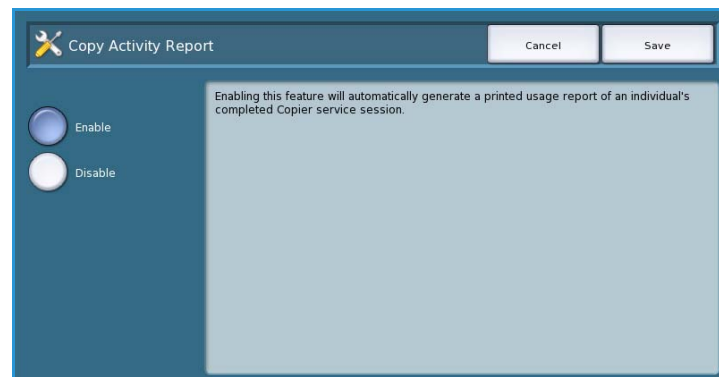 Copy Activity Report
Cancel
Save
Enabling this feature will automatically generate a printed usage report of an individual's
completed Copier service session.
Enable
Disable